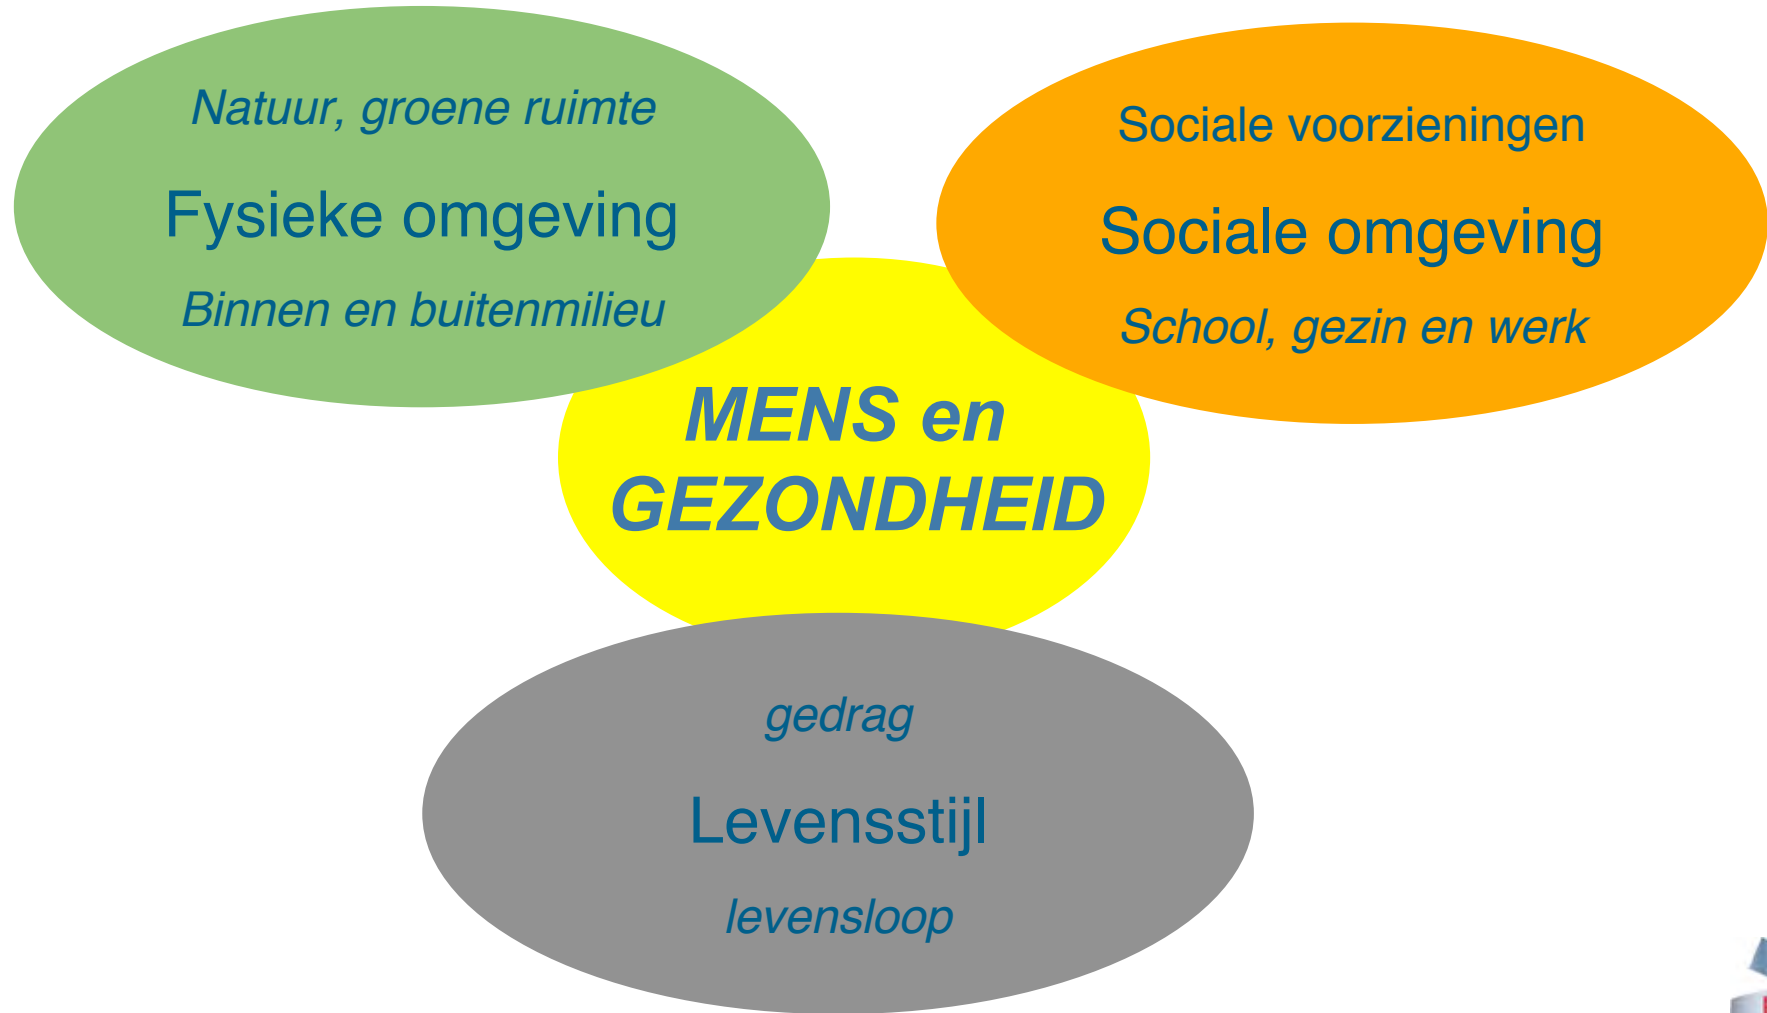 Natuur, groene ruimte
Fysieke omgeving
Binnen en buitenmilieu
Sociale voorzieningen
Sociale omgeving
School, gezin en werk
MENS en
GEZONDHEID
gedrag
Levensstijl
levensloop